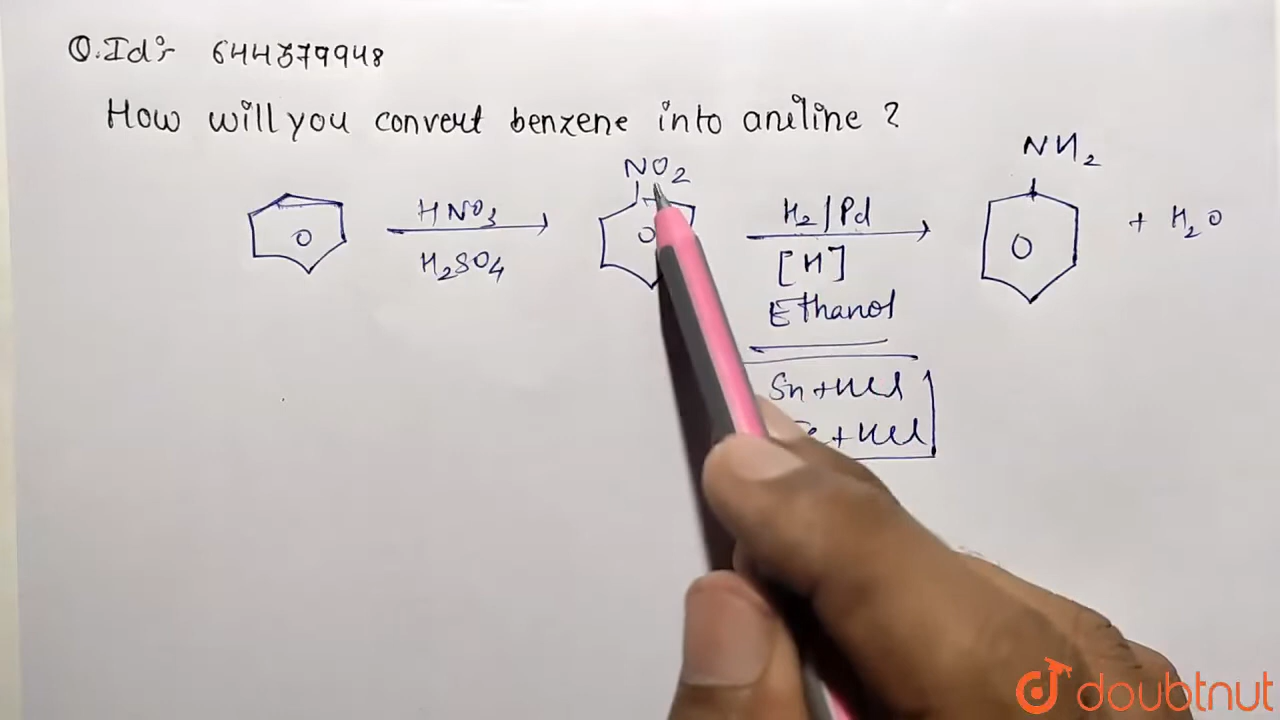 Q.Id:- 644379948
How will you convert benzene into aniline ?
NO2
NH2
HNO3
H2SO4
H2/Pd
[H]
Ethanol
+ H2O
Sn+HCl
+HCl
doubtnut